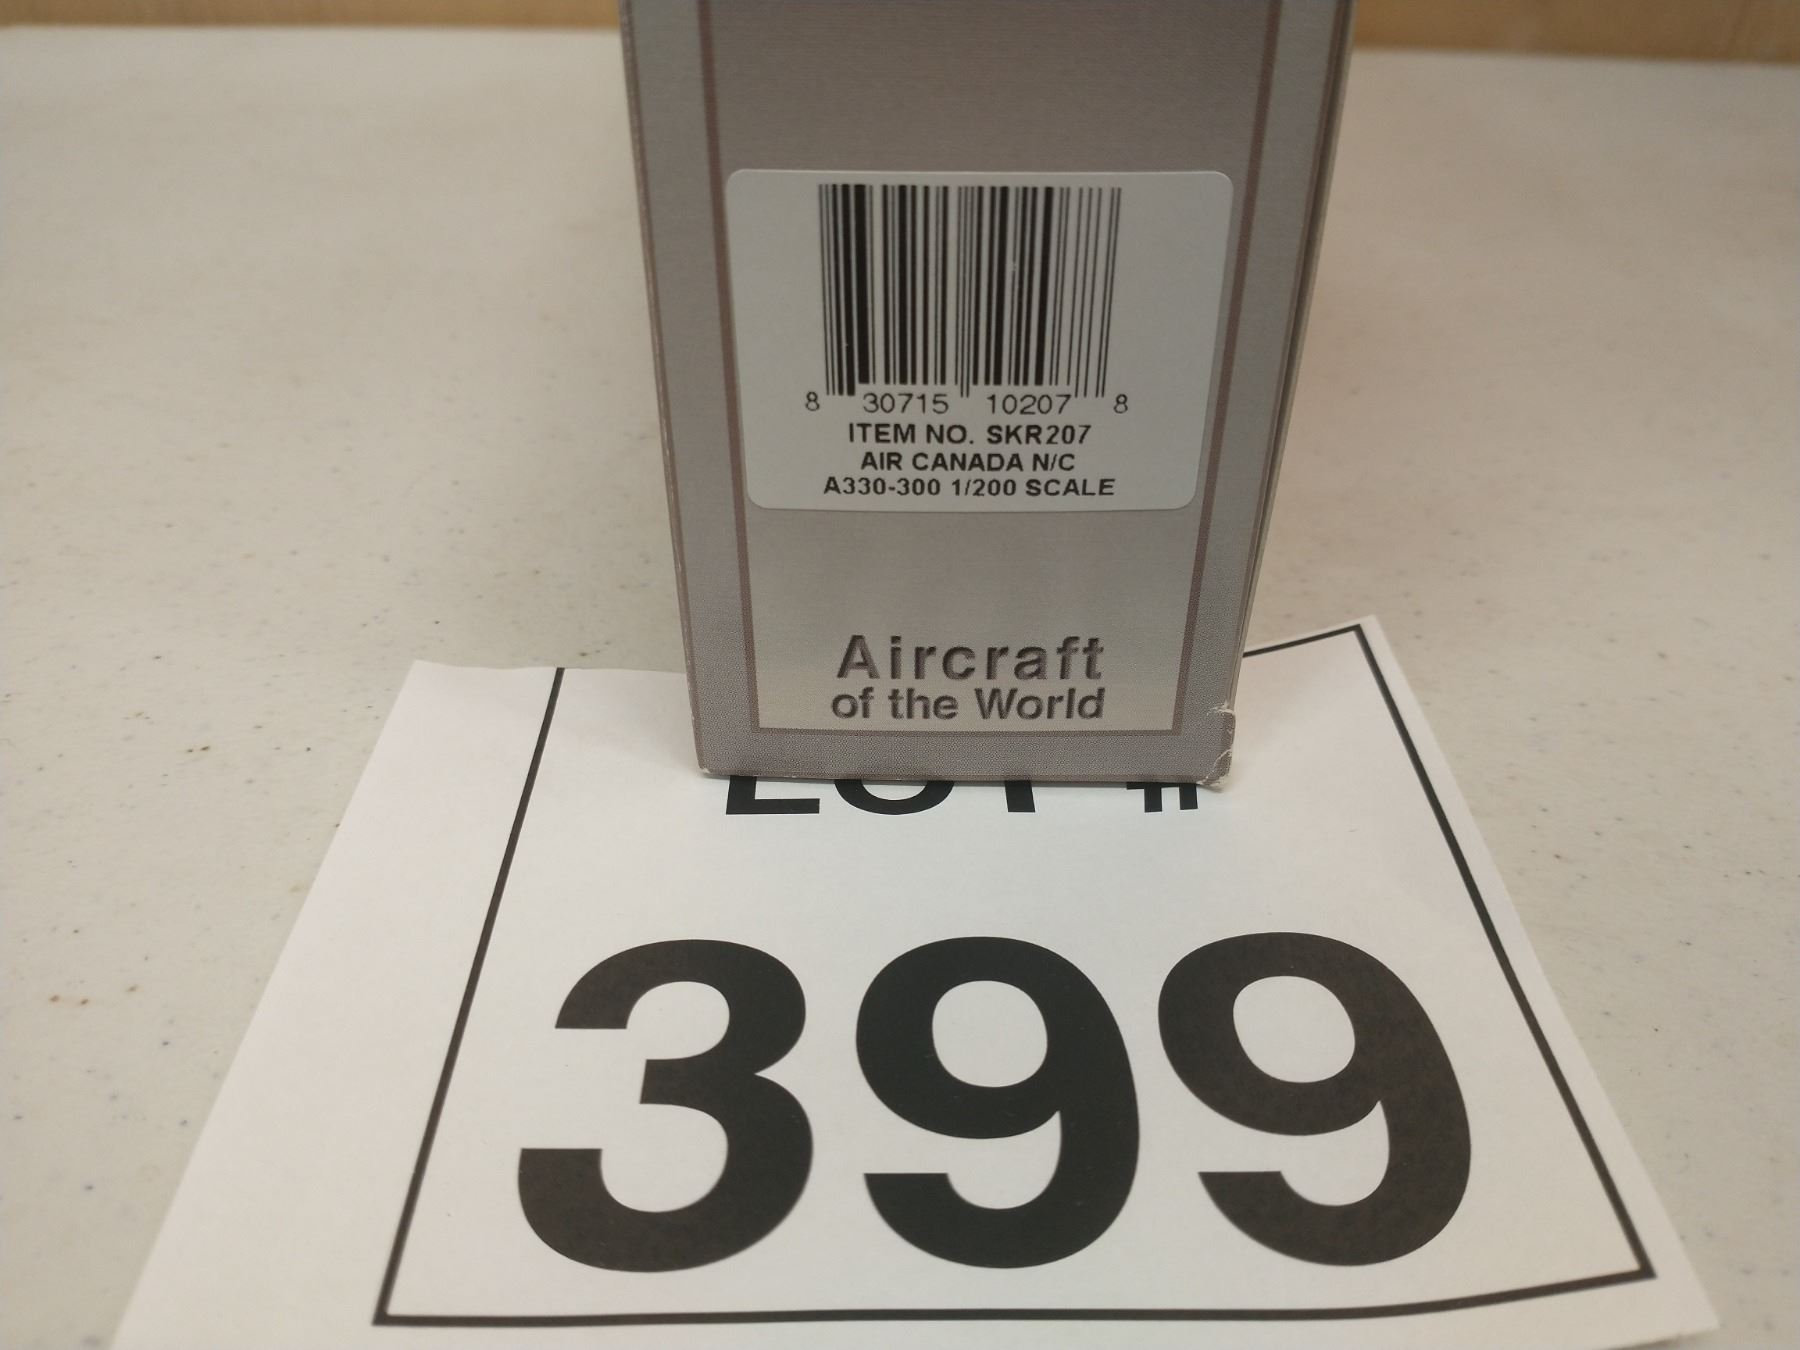 8 30715 10207 8
ITEM NO. SKR207
AIR CANADA N/C
A330-300 1/200 SCALE
Aircraft
of the World
LOT #
399